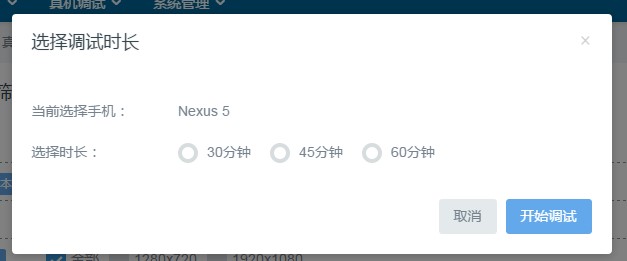 真机调试 系统管理
选择调试时长 ×
当前选择手机： Nexus 5
选择时长： 30分钟 45分钟 60分钟
取消 开始调试
全部 1280x720 1920x1080